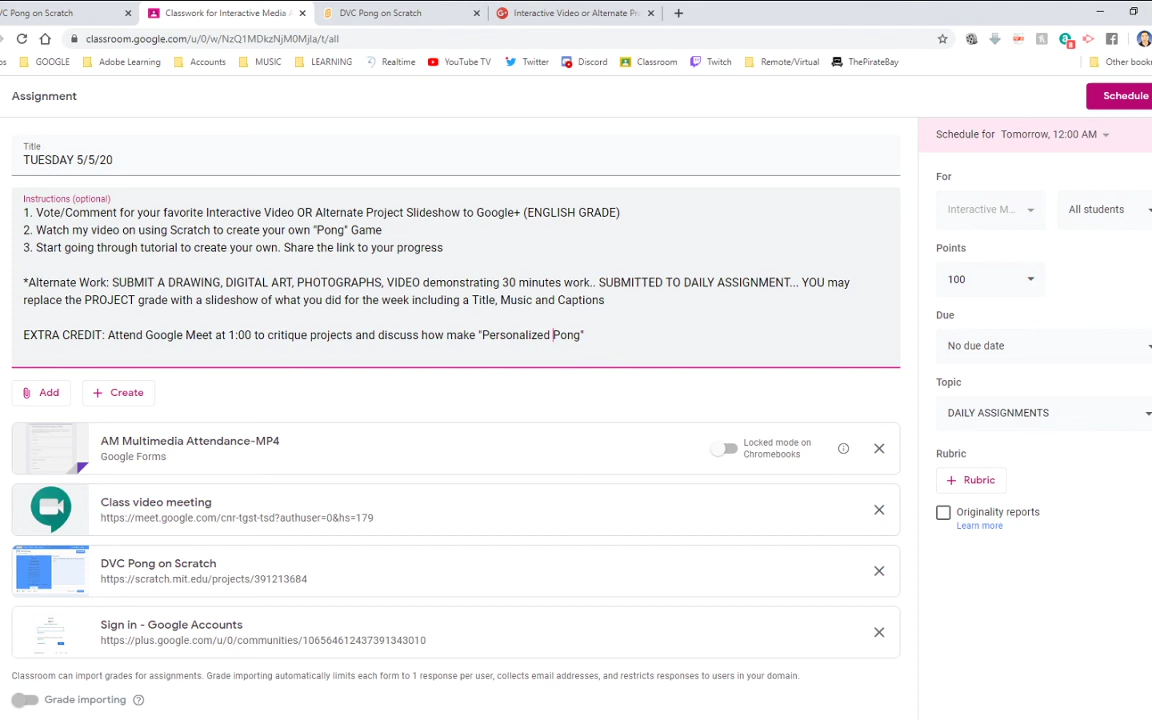 C Pong on Scratch
Classwork for Interactive Media A
DVC Pong on Scratch
Interactive Video or Alternate Pr
classroom.google.com/u/0/w/NzQ1MDkzNjM0Mjla/t/all
ps GOOGLE Adobe Learning Accounts MUSIC LEARNING Realtime YouTube TV Twitter Discord Classroom Twitch Remote/Virtual ThePirateBay Other book
Assignment
Schedule
Title
TUESDAY 5/5/20
Instructions (optional)
1. Vote/Comment for your favorite Interactive Video OR Alternate Project Slideshow to Google+ (ENGLISH GRADE)
2. Watch my video on using Scratch to create your own "Pong" Game
3. Start going through tutorial to create your own. Share the link to your progress
*Alternate Work: SUBMIT A DRAWING, DIGITAL ART, PHOTOGRAPHS, VIDEO demonstrating 30 minutes work.. SUBMITTED TO DAILY ASSIGNMENT... YOU may
replace the PROJECT grade with a slideshow of what you did for the week including a Title, Music and Captions
EXTRA CREDIT: Attend Google Meet at 1:00 to critique projects and discuss how make "Personalized Pong"
Add
Create
AM Multimedia Attendance-MP4
Google Forms
Locked mode on
Chromebooks
Class video meeting
https://meet.google.com/cnr-tgst-tsd?authuser=0&hs=179
DVC Pong on Scratch
https://scratch.mit.edu/projects/391213684
Sign in - Google Accounts
https://plus.google.com/u/0/communities/106564612437391343010
Classroom can import grades for assignments. Grade importing automatically limits each form to 1 response per user, collects email addresses, and restricts responses to users in your domain.
Grade importing
Schedule for Tomorrow, 12:00 AM
For
Interactive M...
All students
Points
100
Due
No due date
Topic
DAILY ASSIGNMENTS
Rubric
Rubric
Originality reports
Learn more